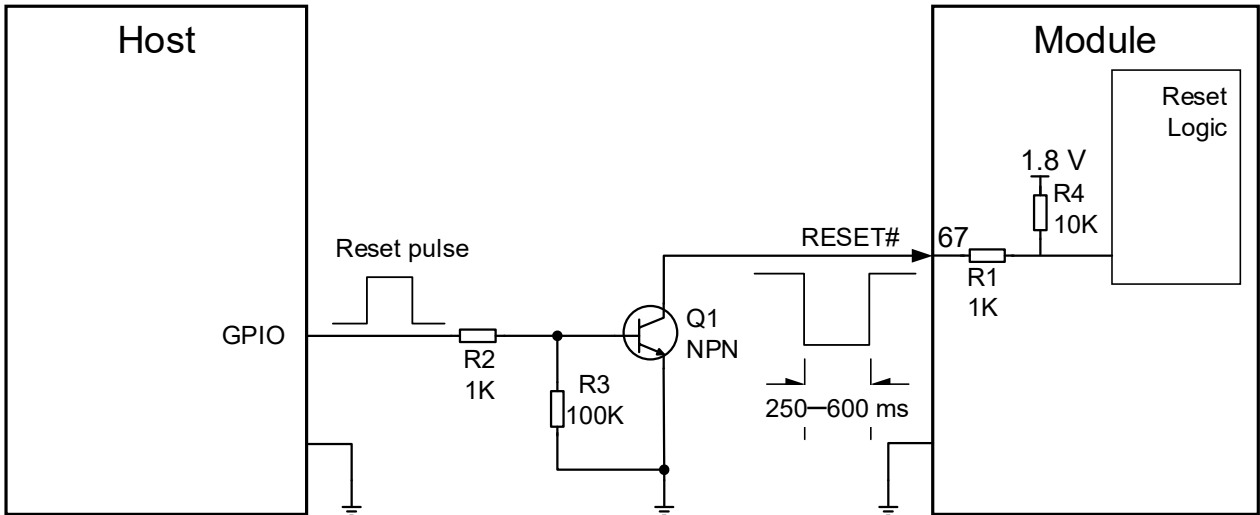 Host
Module
Reset
Logic
1.8 V
R4
10K
RESET#
67
R1
1K
Reset pulse
GPIO
R2
1K
Q1
NPN
R3
100K
250—600 ms